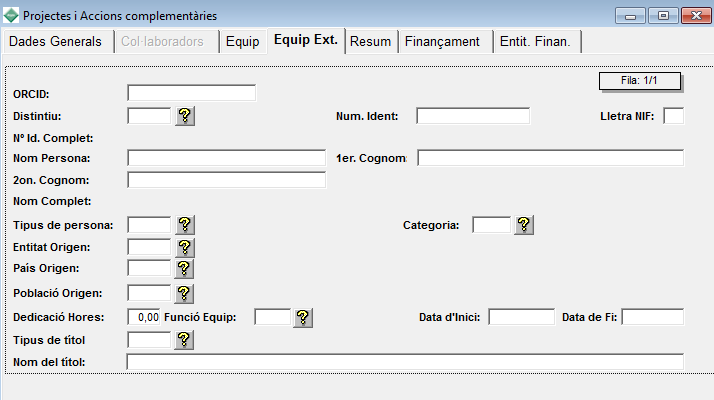 Projectes i Accions complementàries
Dades Generals Col·laboradors Equip Equip Ext. Resum Finançament Entit. Finan.
Fila: 1/1
ORCID:
Distintiu: ? Num. Ident: Lletra NIF:
Nº Id. Complet:
Nom Persona: 1er. Cognom:
2on. Cognom:
Nom Complet:
Tipus de persona: ? Categoria: ?
Entitat Origen: ?
País Origen: ?
Població Origen: ?
Dedicació Hores: 0,00 Funció Equip: ? Data d'Inici: Data de Fi:
Tipus de títol ?
Nom del títol: